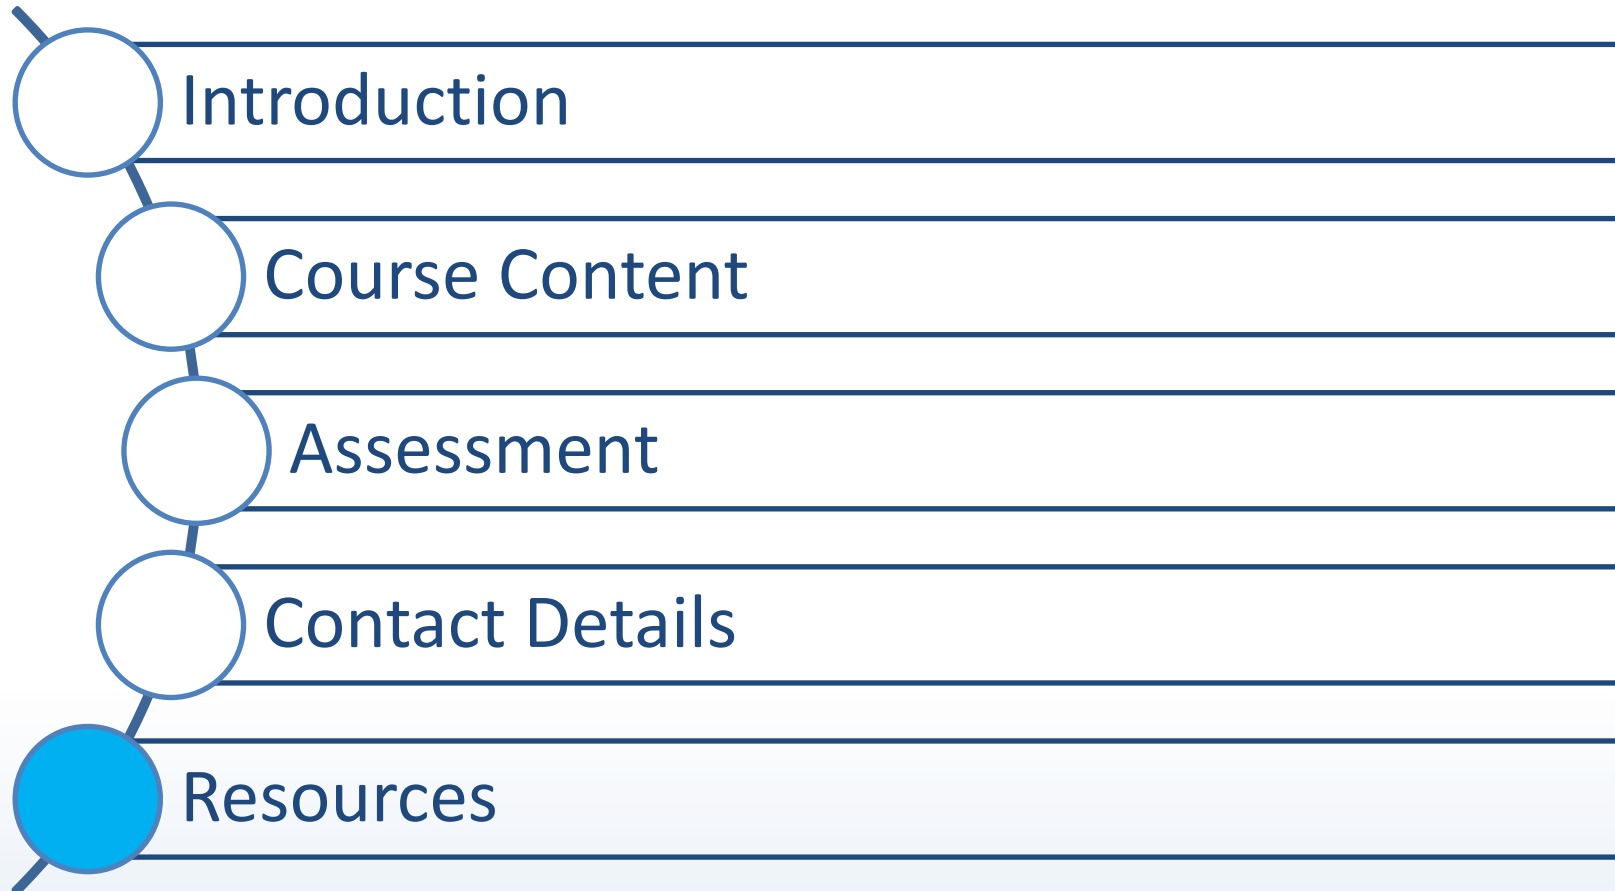 Introduction
Course Content
Assessment
Contact Details
Resources